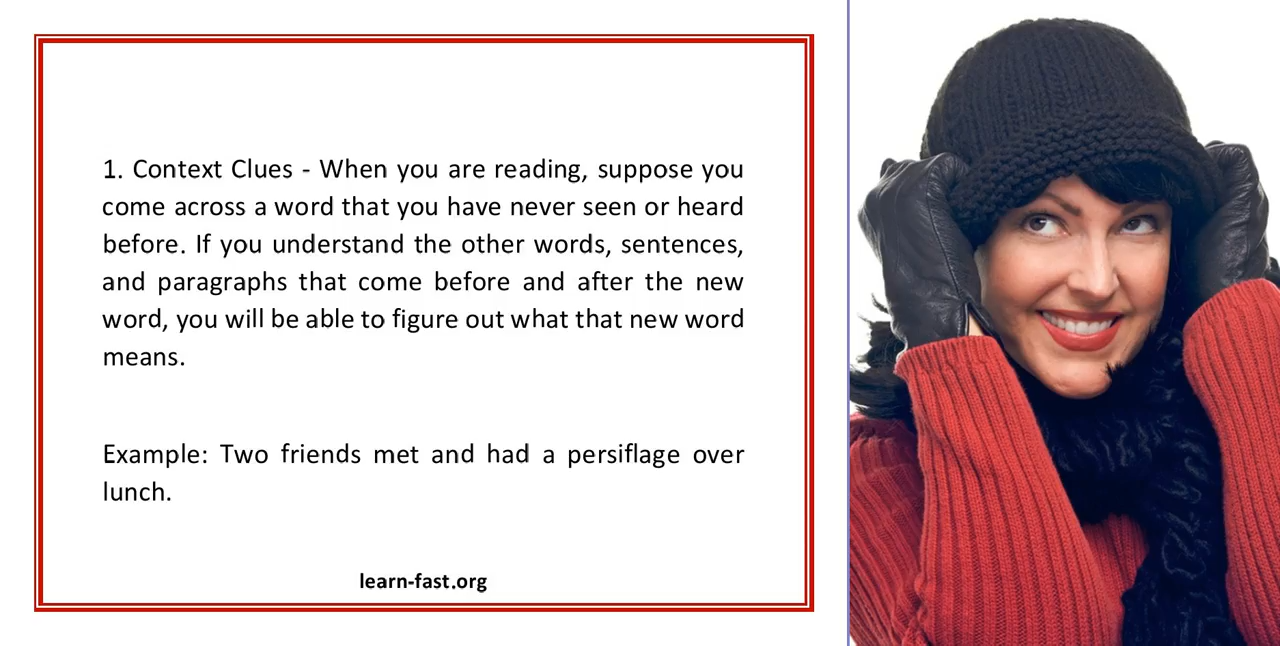 1. Context Clues - When you are reading, suppose you
come across a word that you have never seen or heard
before. If you understand the other words, sentences,
and paragraphs that come before and after the new
word, you will be able to figure out what that new word
means.
Example: Two friends met and had a persiflage over
lunch.
learn-fast.org